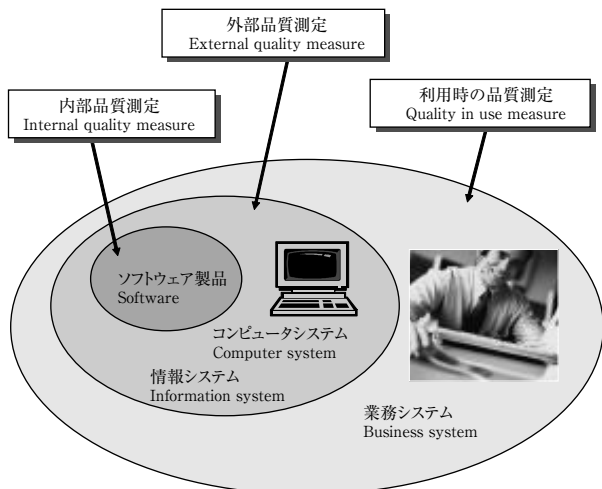 外部品質測定
External quality measure
内部品質測定
Internal quality measure
利用時の品質測定
Quality in use measure
ソフトウェア製品
Software
コンピュータシステム
Computer system
情報システム
Information system
業務システム
Business system